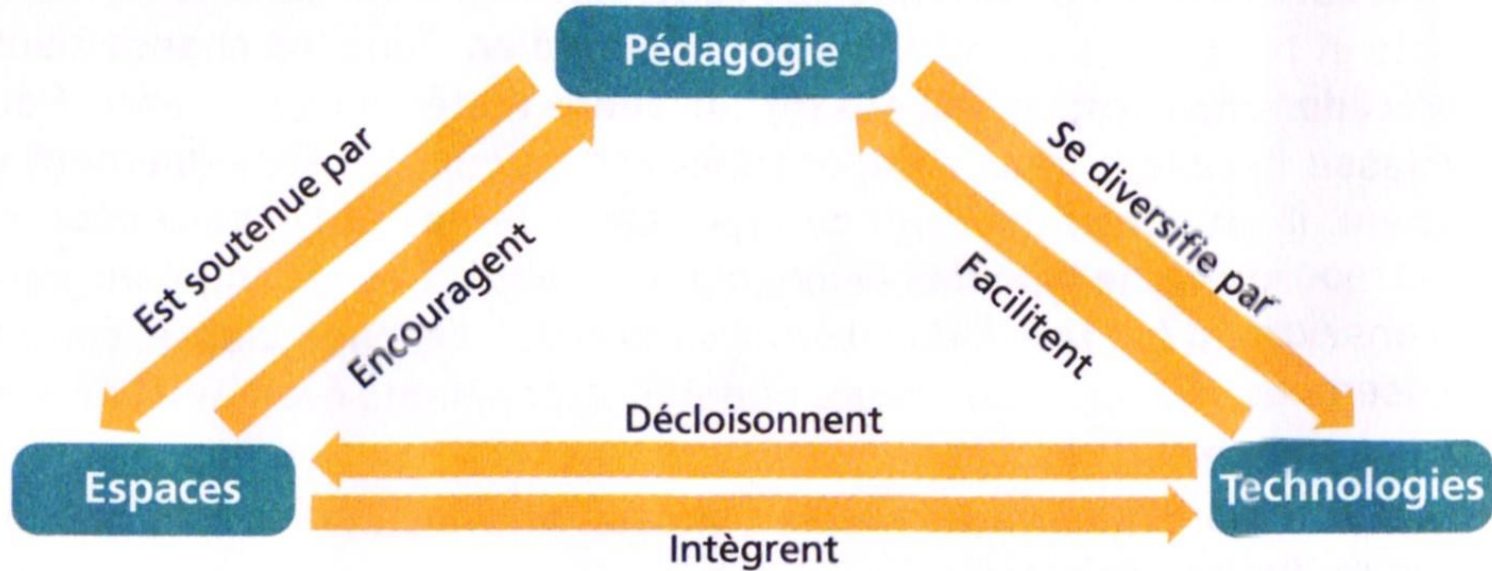 Pédagogie
Est soutenue par
Encouragent
Se diversifie par
Facilitent
Décloisonnent
Espaces
Technologies
Intègrent